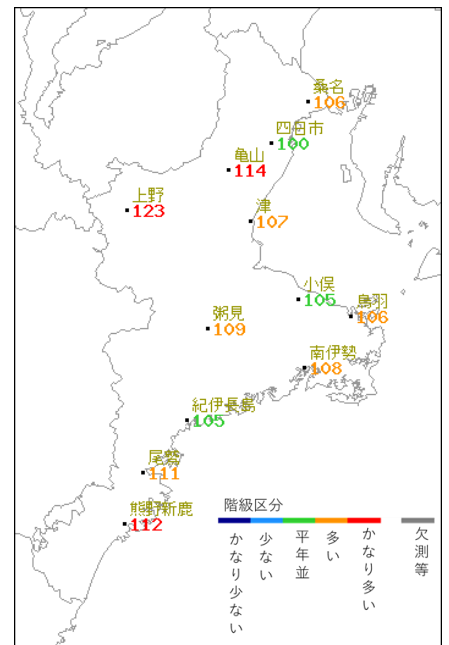 桑名
106
四日市
100
亀山
114
上野
123
津
107
小俣
105
鳥羽
106
粥見
109
南伊勢
108
紀伊長島
105
尾鷲
111
熊野新鹿
112
階級区分
かなり少ない
少ない
平年並
多い
かなり多い
欠測等